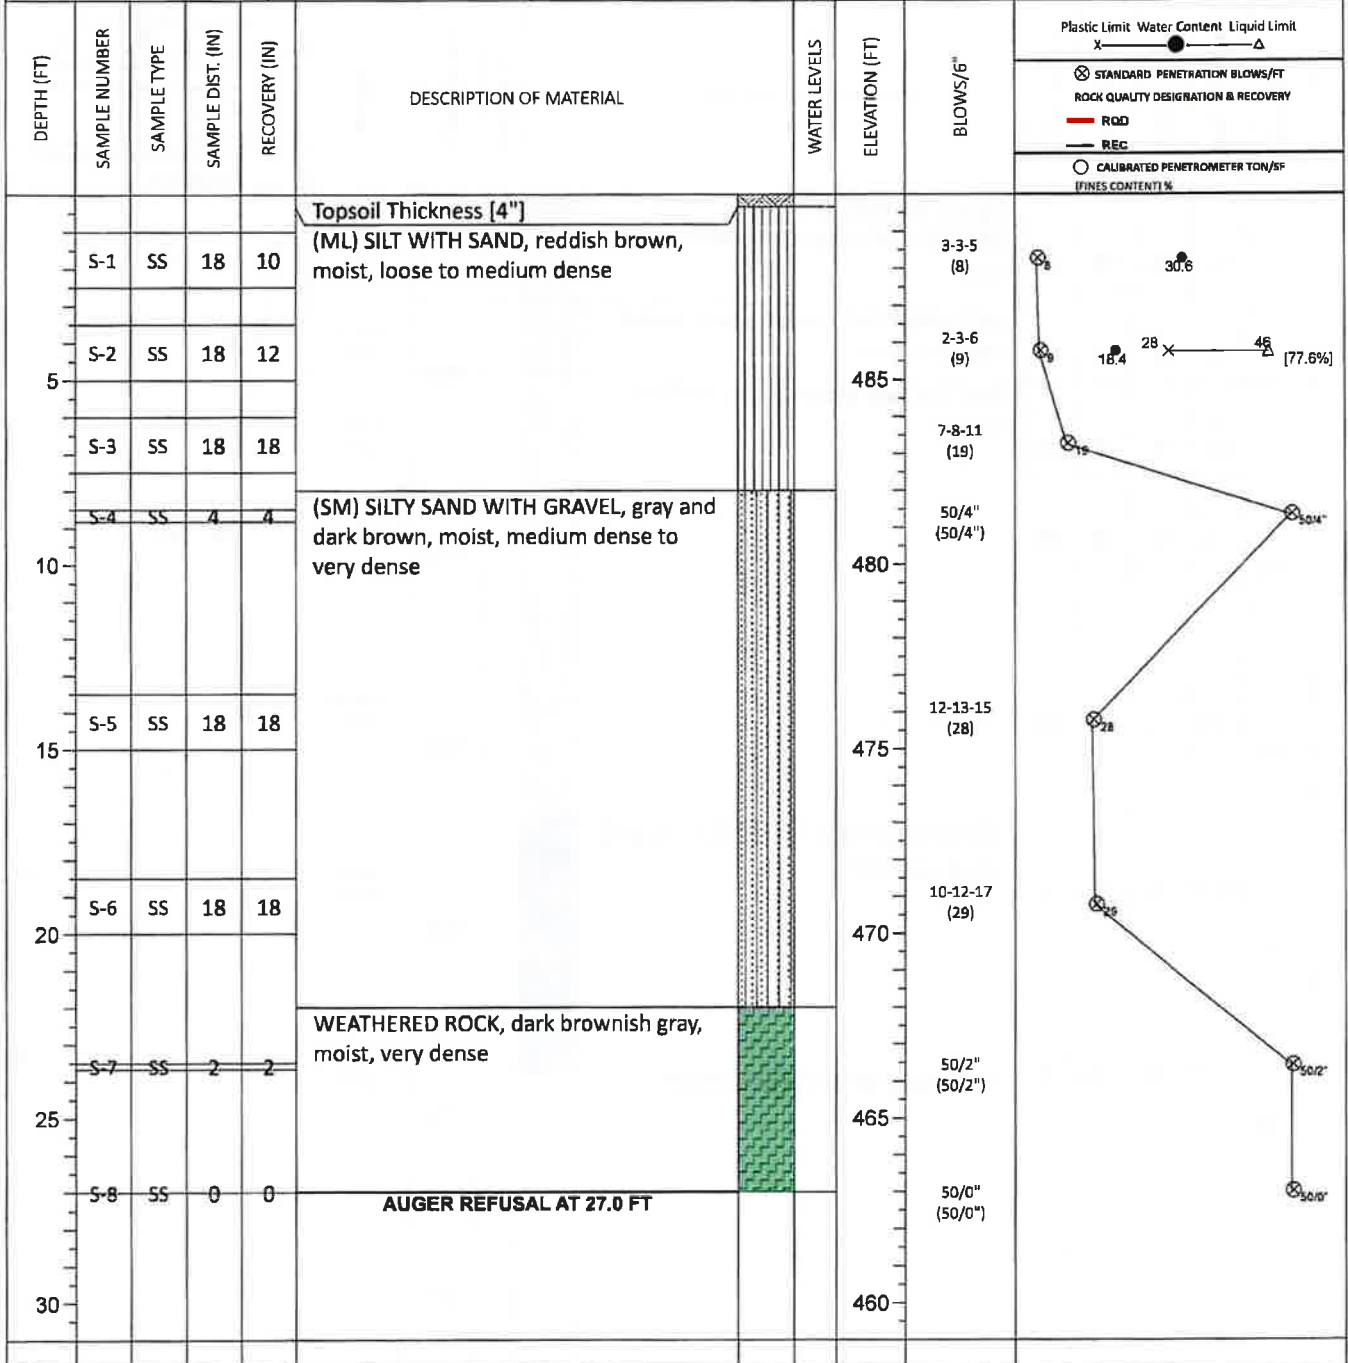 DEPTH (FT)
SAMPLE NUMBER
SAMPLE TYPE
SAMPLE DIST. (IN)
RECOVERY (IN)
DESCRIPTION OF MATERIAL
WATER LEVELS
ELEVATION (FT)
BLOWS/6"
Plastic Limit Water Content Liquid Limit
X
STANDARD PENETRATION BLOWS/FT
ROCK QUALITY DESIGNATION & RECOVERY
RQD
REC
CALIBRATED PENETROMETER TON/SF
[FINES CONTENT] %
Topsoil Thickness [4"]
(ML) SILT WITH SAND, reddish brown,
moist, loose to medium dense
S-1 SS 18 10
3-3-5
(8)
8
30.6
S-2 SS 18 12
2-3-6
(9)
9
18.4
28
46
[77.6%]
5
485
S-3 SS 18 18
7-8-11
(19)
19
(SM) SILTY SAND WITH GRAVEL, gray and
dark brown, moist, medium dense to
very dense
S-4 SS 4 4
50/4"
(50/4")
50/4"
10
480
S-5 SS 18 18
12-13-15
(28)
28
15
475
S-6 SS 18 18
10-12-17
(29)
29
20
470
WEATHERED ROCK, dark brownish gray,
moist, very dense
S-7 SS 2 2
50/2"
(50/2")
50/2"
25
465
S-8 SS 0 0
AUGER REFUSAL AT 27.0 FT
50/0"
(50/0")
50/0"
30
460